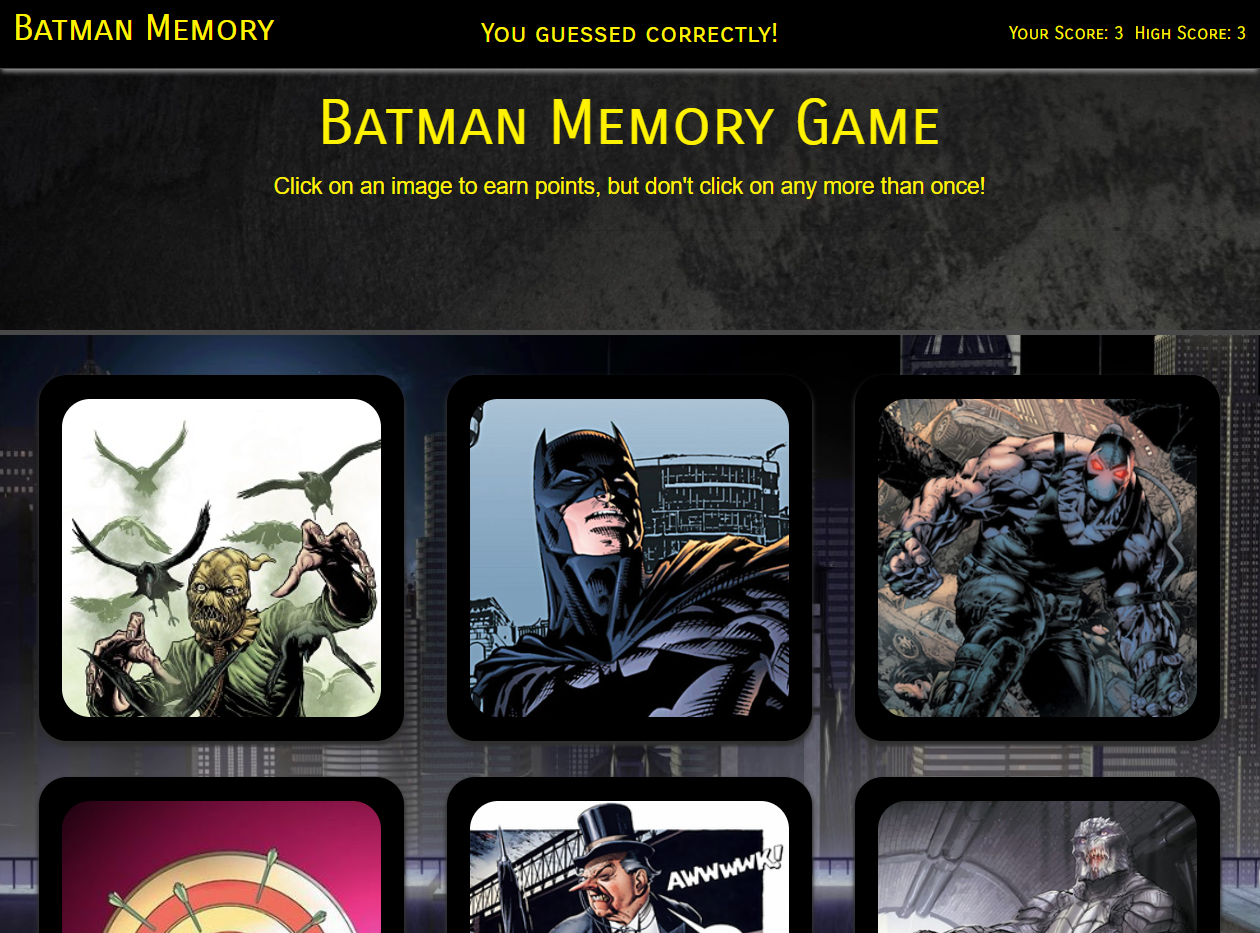 Batman Memory
You guessed correctly!
Your Score: 3 High Score: 3
Batman Memory Game
Click on an image to earn points, but don't click on any more than once!
AWWWWK!